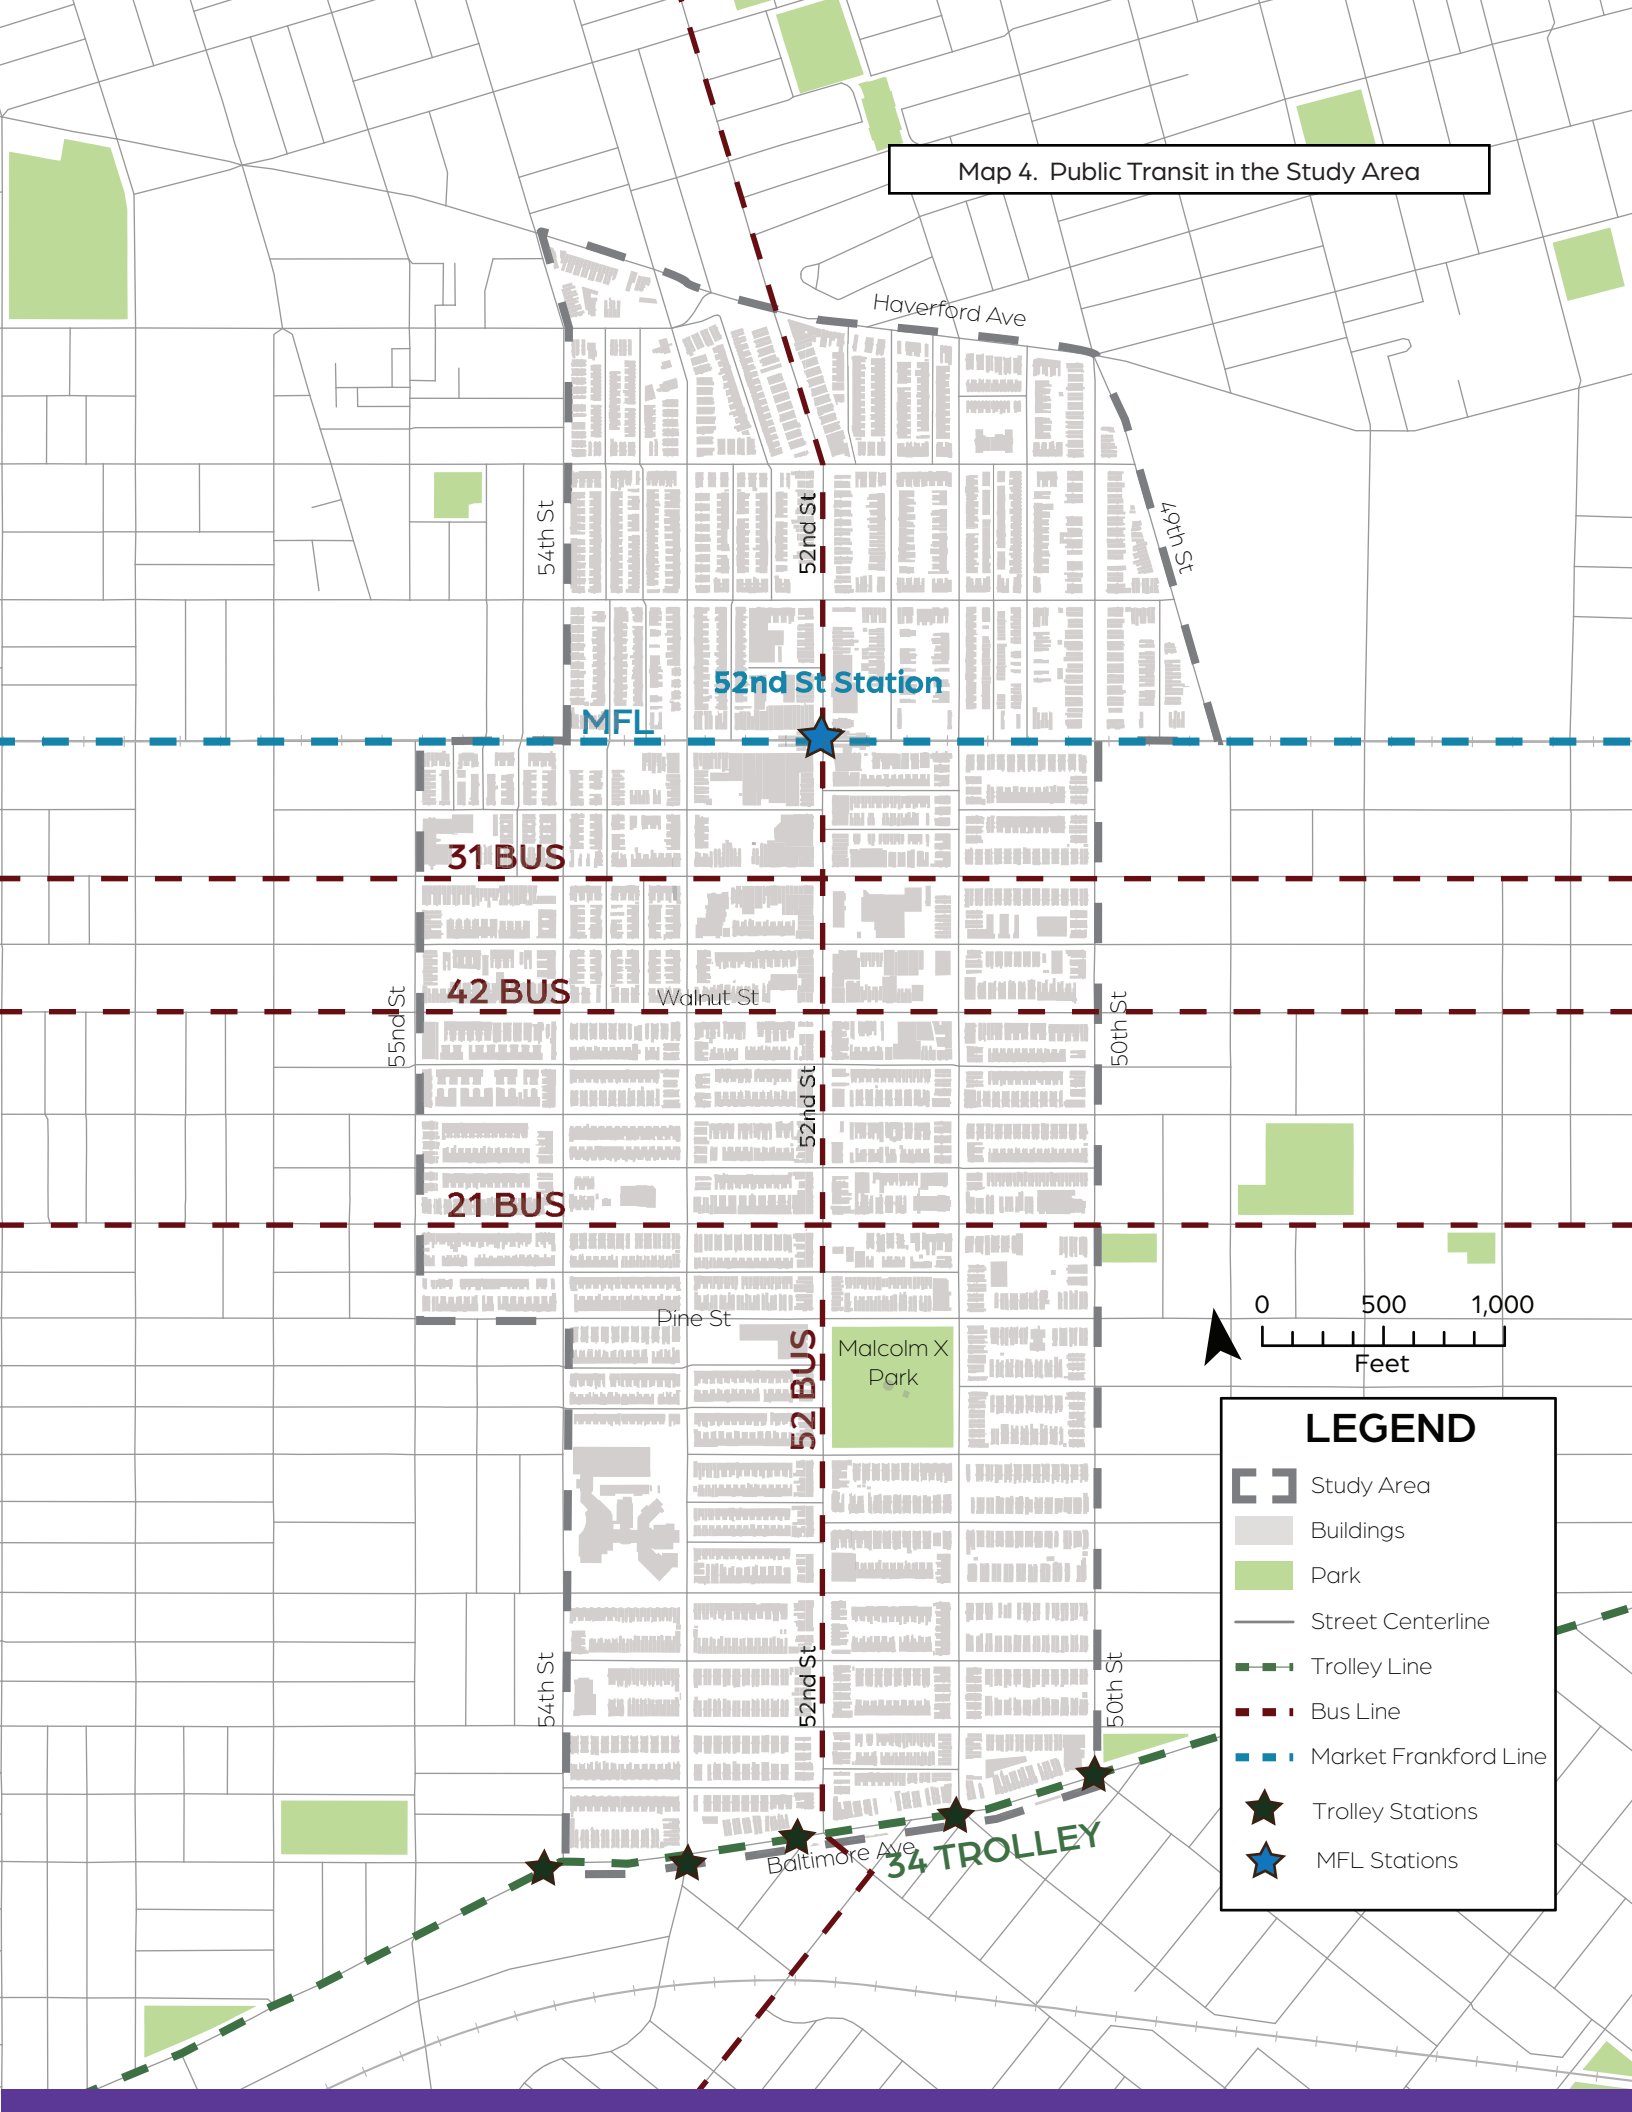 Map 4.  Public Transit in the Study Area
Haverford Ave
54th St
52nd St
49th St
52nd St Station
MFL
31 BUS
42 BUS
Walnut St
55nd St
50th St
52nd St
21 BUS
Pine St
52 BUS
Malcolm X
Park
0 500 1,000
Feet
LEGEND
Study Area
Buildings
Park
Street Centerline
Trolley Line
Bus Line
Market Frankford Line
Trolley Stations
MFL Stations
54th St
52nd St
50th St
Baltimore Ave
34 TROLLEY